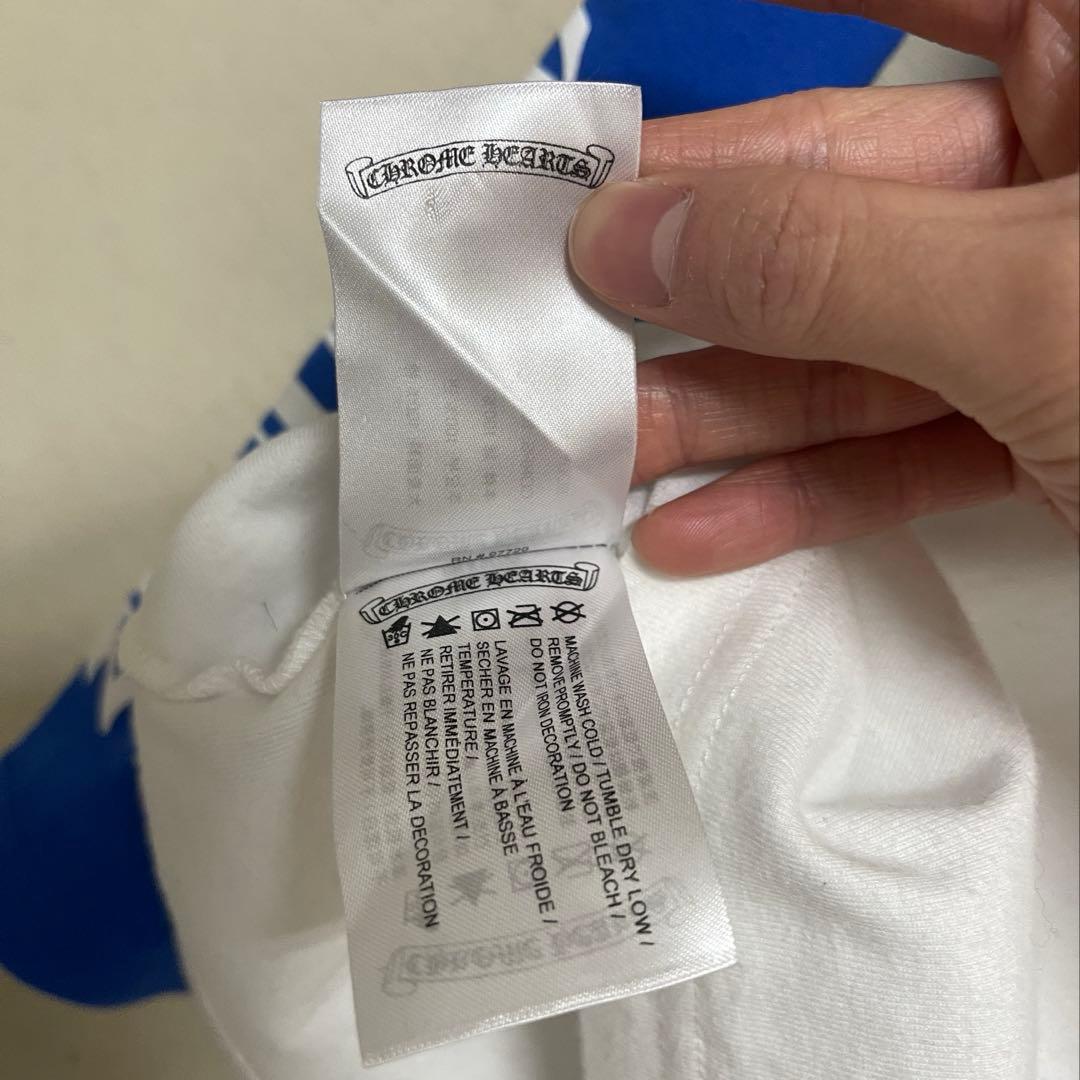 CHROME HEARTS
RN # 97729
CHROME HEARTS
MACHINE WASH COLD / TUMBLE DRY LOW /
REMOVE PROMPTLY / DO NOT BLEACH /
DO NOT IRON DECORATION
LAVAGE EN MACHINE À L'EAU FROIDE /
SECHER EN MACHINE À BASSE
TEMPERATURE /
RETIRER IMMÉDIATEMENT /
NE PAS BLANCHIR /
NE PAS REPASSER LA DECORATION